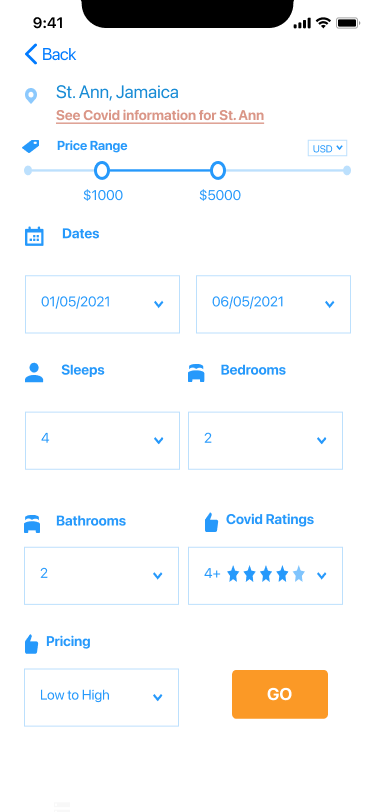 9:41
Back
St. Ann, Jamaica
See Covid information for St. Ann
Price Range
USD
$1000 $5000
Dates
01/05/2021 06/05/2021
Sleeps Bedrooms
4 2
Bathrooms Covid Ratings
2 4+
Pricing
Low to High GO